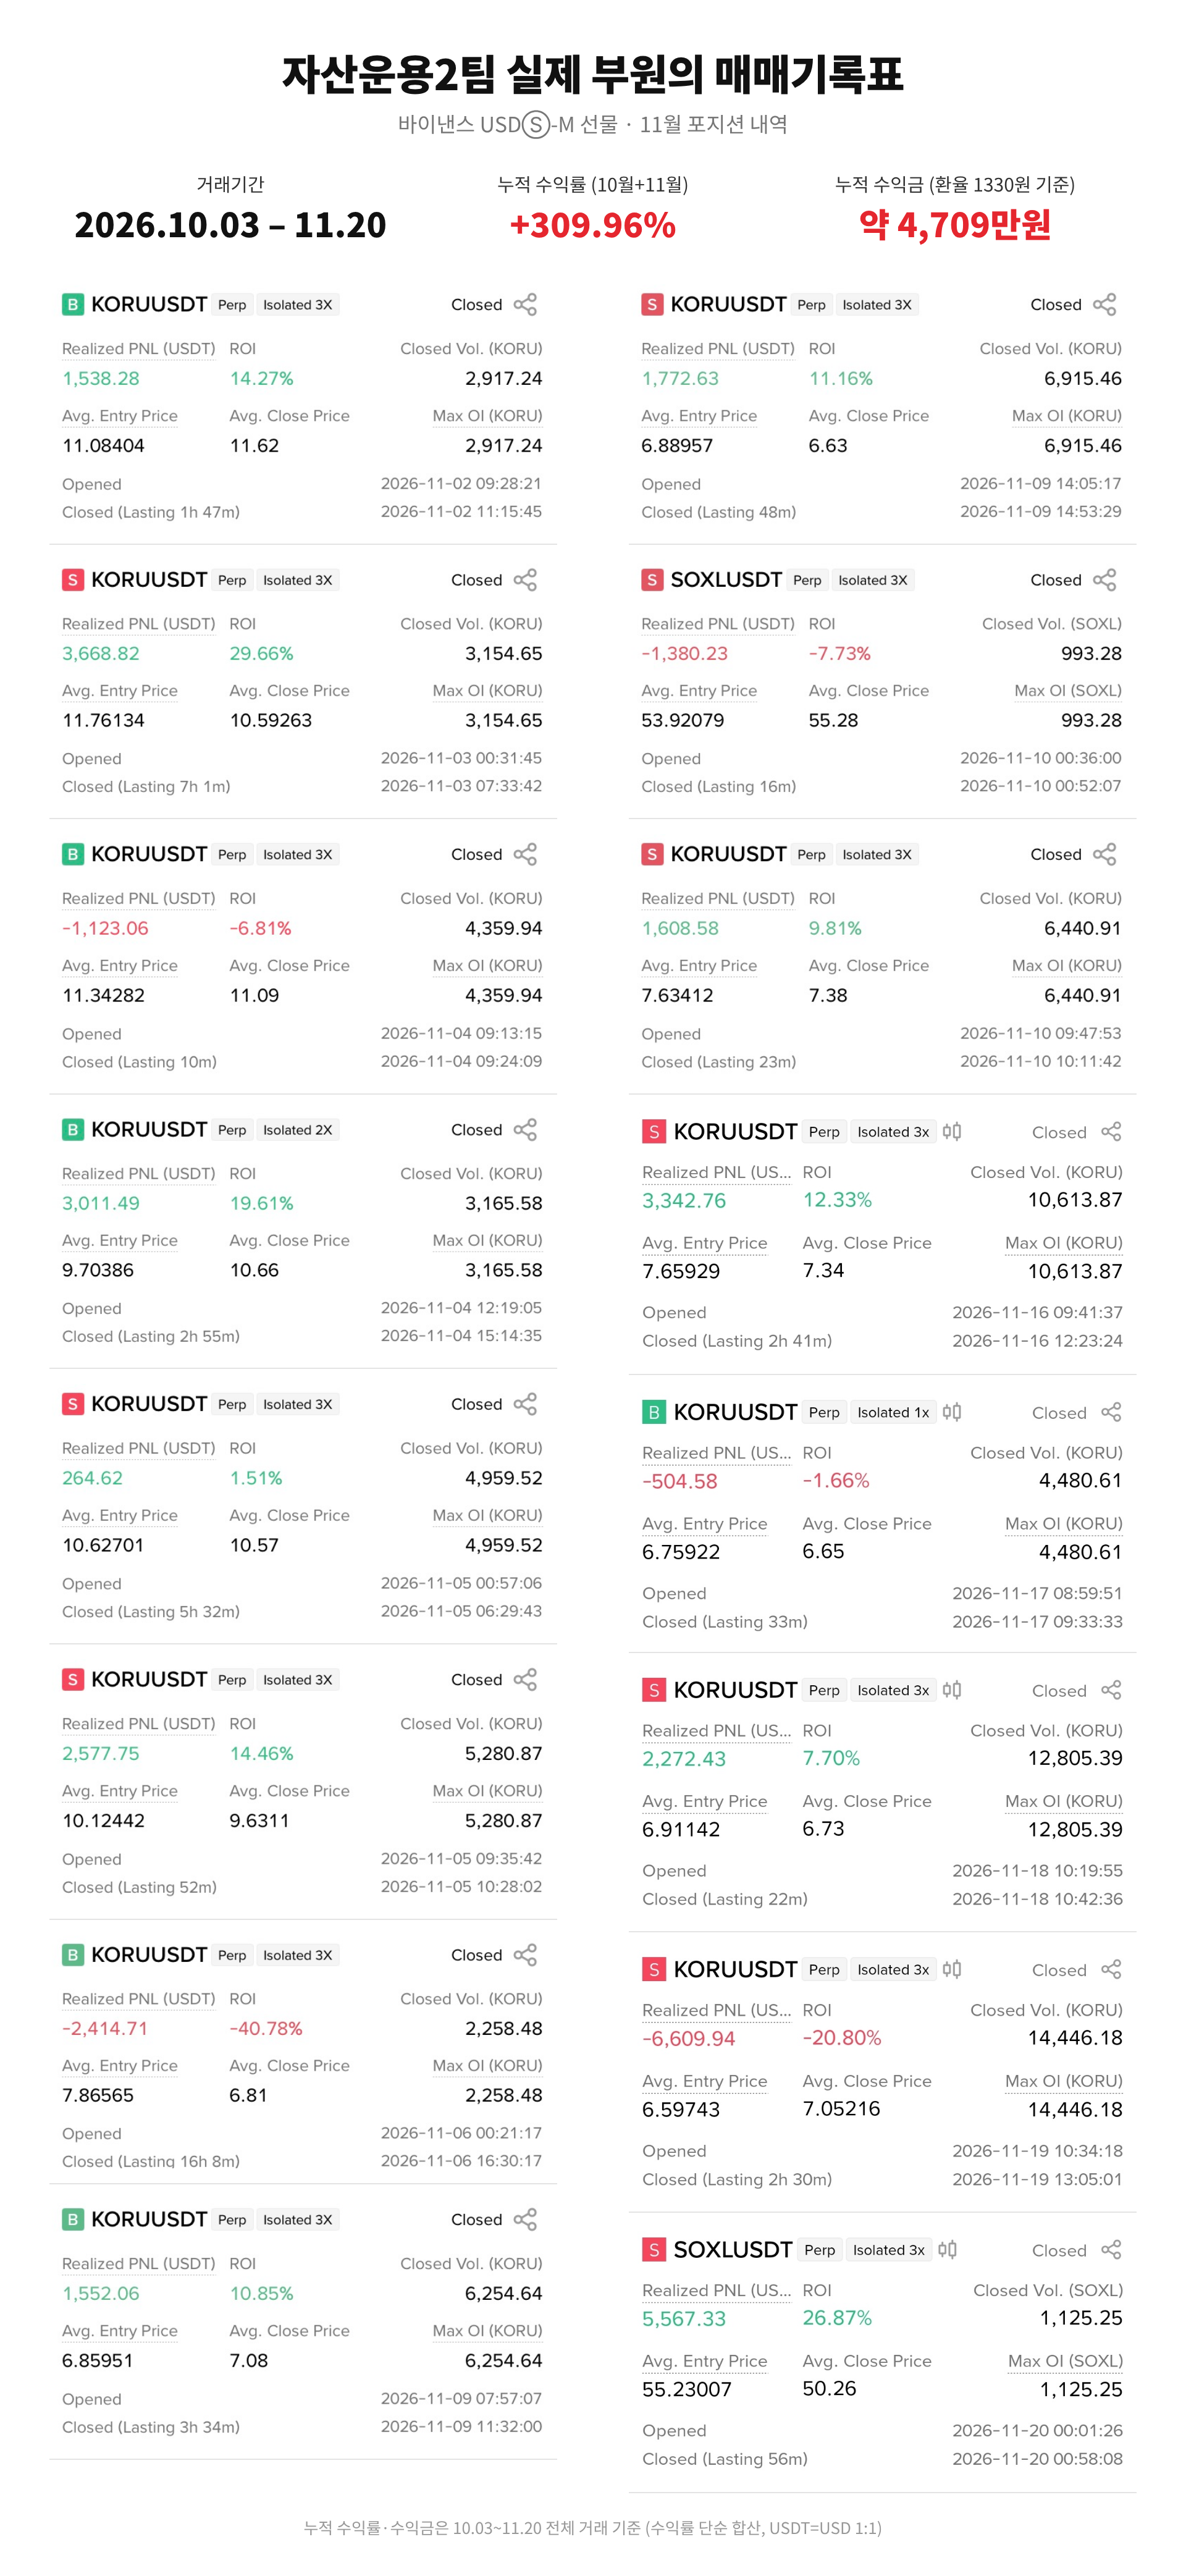 자산운용2팀 실제 부원의 매매기록표
바이낸스 USDⓈ-M 선물 · 11월 포지션 내역
거래기간
2026.10.03 – 11.20
누적 수익률 (10월+11월)
+309.96%
누적 수익금 (환율 1330원 기준)
약 4,709만원
B KORUUSDT Perp Isolated 3X Closed
Realized PNL (USDT) ROI Closed Vol. (KORU)
1,538.28 14.27% 2,917.24
Avg. Entry Price Avg. Close Price Max OI (KORU)
11.08404 11.62 2,917.24
Opened 2026-11-02 09:28:21
Closed (Lasting 1h 47m) 2026-11-02 11:15:45
S KORUUSDT Perp Isolated 3X Closed
Realized PNL (USDT) ROI Closed Vol. (KORU)
3,668.82 29.66% 3,154.65
Avg. Entry Price Avg. Close Price Max OI (KORU)
11.76134 10.59263 3,154.65
Opened 2026-11-03 00:31:45
Closed (Lasting 7h 1m) 2026-11-03 07:33:42
B KORUUSDT Perp Isolated 3X Closed
Realized PNL (USDT) ROI Closed Vol. (KORU)
-1,123.06 -6.81% 4,359.94
Avg. Entry Price Avg. Close Price Max OI (KORU)
11.34282 11.09 4,359.94
Opened 2026-11-04 09:13:15
Closed (Lasting 10m) 2026-11-04 09:24:09
B KORUUSDT Perp Isolated 2X Closed
Realized PNL (USDT) ROI Closed Vol. (KORU)
3,011.49 19.61% 3,165.58
Avg. Entry Price Avg. Close Price Max OI (KORU)
9.70386 10.66 3,165.58
Opened 2026-11-04 12:19:05
Closed (Lasting 2h 55m) 2026-11-04 15:14:35
S KORUUSDT Perp Isolated 3X Closed
Realized PNL (USDT) ROI Closed Vol. (KORU)
264.62 1.51% 4,959.52
Avg. Entry Price Avg. Close Price Max OI (KORU)
10.62701 10.57 4,959.52
Opened 2026-11-05 00:57:06
Closed (Lasting 5h 32m) 2026-11-05 06:29:43
S KORUUSDT Perp Isolated 3X Closed
Realized PNL (USDT) ROI Closed Vol. (KORU)
2,577.75 14.46% 5,280.87
Avg. Entry Price Avg. Close Price Max OI (KORU)
10.12442 9.6311 5,280.87
Opened 2026-11-05 09:35:42
Closed (Lasting 52m) 2026-11-05 10:28:02
B KORUUSDT Perp Isolated 3X Closed
Realized PNL (USDT) ROI Closed Vol. (KORU)
-2,414.71 -40.78% 2,258.48
Avg. Entry Price Avg. Close Price Max OI (KORU)
7.86565 6.81 2,258.48
Opened 2026-11-06 00:21:17
Closed (Lasting 16h 8m) 2026-11-06 16:30:17
B KORUUSDT Perp Isolated 3X Closed
Realized PNL (USDT) ROI Closed Vol. (KORU)
1,552.06 10.85% 6,254.64
Avg. Entry Price Avg. Close Price Max OI (KORU)
6.85951 7.08 6,254.64
Opened 2026-11-09 07:57:07
Closed (Lasting 3h 34m) 2026-11-09 11:32:00
S KORUUSDT Perp Isolated 3X Closed
Realized PNL (USDT) ROI Closed Vol. (KORU)
1,772.63 11.16% 6,915.46
Avg. Entry Price Avg. Close Price Max OI (KORU)
6.88957 6.63 6,915.46
Opened 2026-11-09 14:05:17
Closed (Lasting 48m) 2026-11-09 14:53:29
S SOXLUSDT Perp Isolated 3X Closed
Realized PNL (USDT) ROI Closed Vol. (SOXL)
-1,380.23 -7.73% 993.28
Avg. Entry Price Avg. Close Price Max OI (SOXL)
53.92079 55.28 993.28
Opened 2026-11-10 00:36:00
Closed (Lasting 16m) 2026-11-10 00:52:07
S KORUUSDT Perp Isolated 3X Closed
Realized PNL (USDT) ROI Closed Vol. (KORU)
1,608.58 9.81% 6,440.91
Avg. Entry Price Avg. Close Price Max OI (KORU)
7.63412 7.38 6,440.91
Opened 2026-11-10 09:47:53
Closed (Lasting 23m) 2026-11-10 10:11:42
S KORUUSDT Perp Isolated 3x Closed
Realized PNL (US... ROI Closed Vol. (KORU)
3,342.76 12.33% 10,613.87
Avg. Entry Price Avg. Close Price Max OI (KORU)
7.65929 7.34 10,613.87
Opened 2026-11-16 09:41:37
Closed (Lasting 2h 41m) 2026-11-16 12:23:24
B KORUUSDT Perp Isolated 1x Closed
Realized PNL (US... ROI Closed Vol. (KORU)
-504.58 -1.66% 4,480.61
Avg. Entry Price Avg. Close Price Max OI (KORU)
6.75922 6.65 4,480.61
Opened 2026-11-17 08:59:51
Closed (Lasting 33m) 2026-11-17 09:33:33
S KORUUSDT Perp Isolated 3x Closed
Realized PNL (US... ROI Closed Vol. (KORU)
2,272.43 7.70% 12,805.39
Avg. Entry Price Avg. Close Price Max OI (KORU)
6.91142 6.73 12,805.39
Opened 2026-11-18 10:19:55
Closed (Lasting 22m) 2026-11-18 10:42:36
S KORUUSDT Perp Isolated 3x Closed
Realized PNL (US... ROI Closed Vol. (KORU)
-6,609.94 -20.80% 14,446.18
Avg. Entry Price Avg. Close Price Max OI (KORU)
6.59743 7.05216 14,446.18
Opened 2026-11-19 10:34:18
Closed (Lasting 2h 30m) 2026-11-19 13:05:01
S SOXLUSDT Perp Isolated 3x Closed
Realized PNL (US... ROI Closed Vol. (SOXL)
5,567.33 26.87% 1,125.25
Avg. Entry Price Avg. Close Price Max OI (SOXL)
55.23007 50.26 1,125.25
Opened 2026-11-20 00:01:26
Closed (Lasting 56m) 2026-11-20 00:58:08
누적 수익률·수익금은 10.03~11.20 전체 거래 기준 (수익률 단순 합산, USDT=USD 1:1)